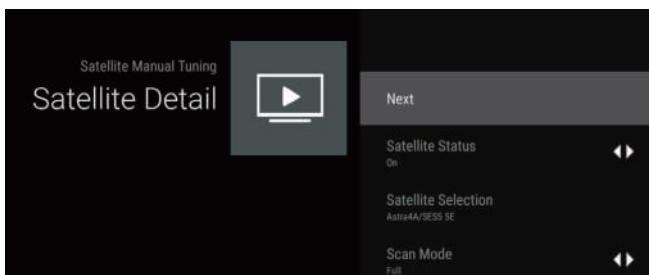 Satellite Manual Tuning
Satellite Detail
Next
Satellite Status
On
Satellite Selection
Astra4A/SES5 5E
Scan Mode
Full